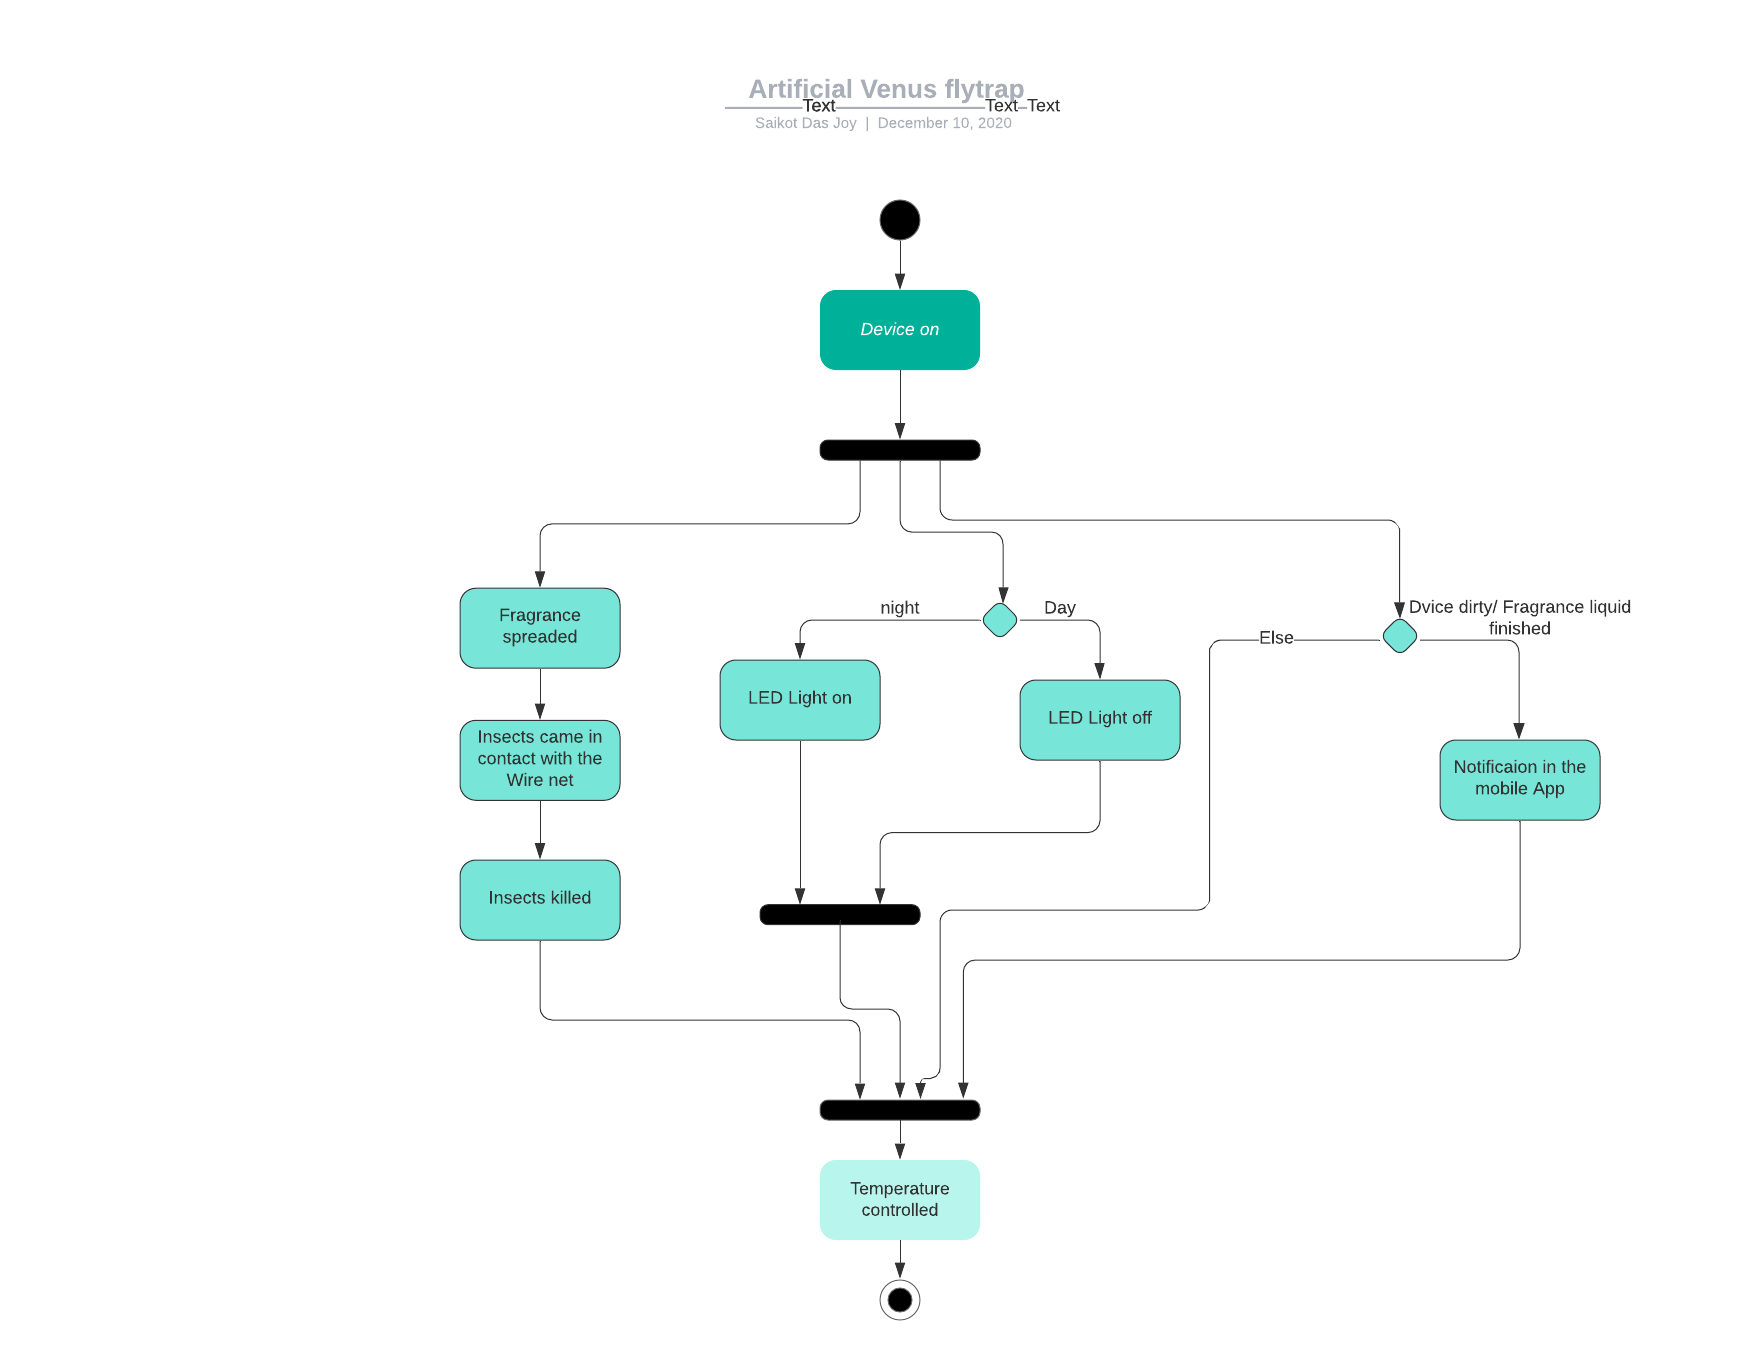 Artificial Venus flytrap
Text Text Text
Saikot Das Joy | December 10, 2020
Device on
night
Day
Dvice dirty/ Fragrance liquid
finished
Else
Fragrance
spreaded
LED Light on
LED Light off
Insects came in
contact with the
Wire net
Notificaion in the
mobile App
Insects killed
Temperature
controlled